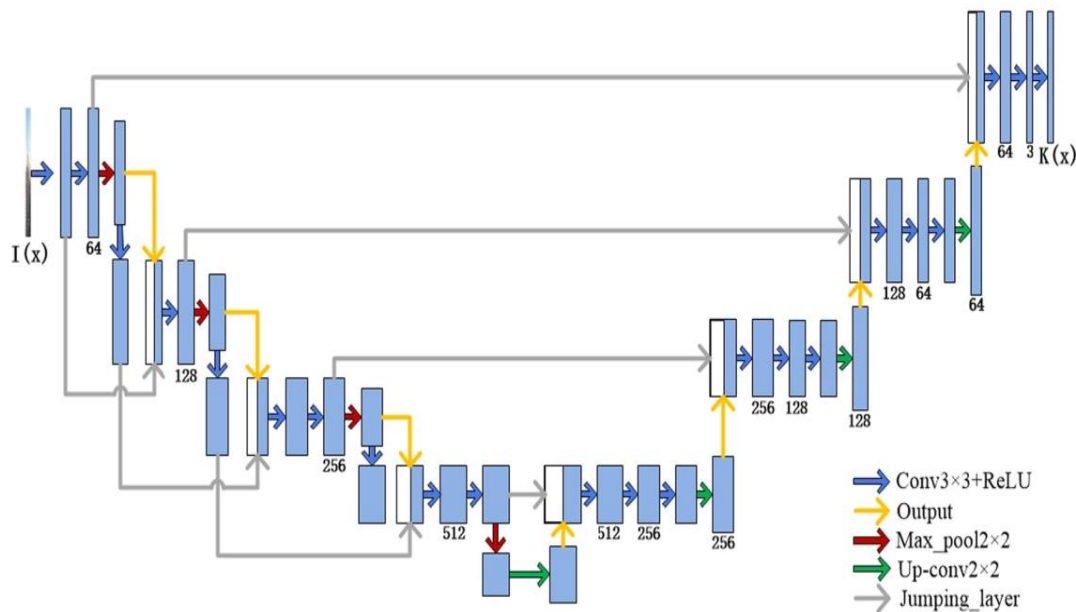 I(x)
64
128
256
512
512
256
256
256
128
128
128
64
64
64
3
K(x)
Conv3×3+ReLU
Output
Max_pool2×2
Up-conv2×2
Jumping_layer